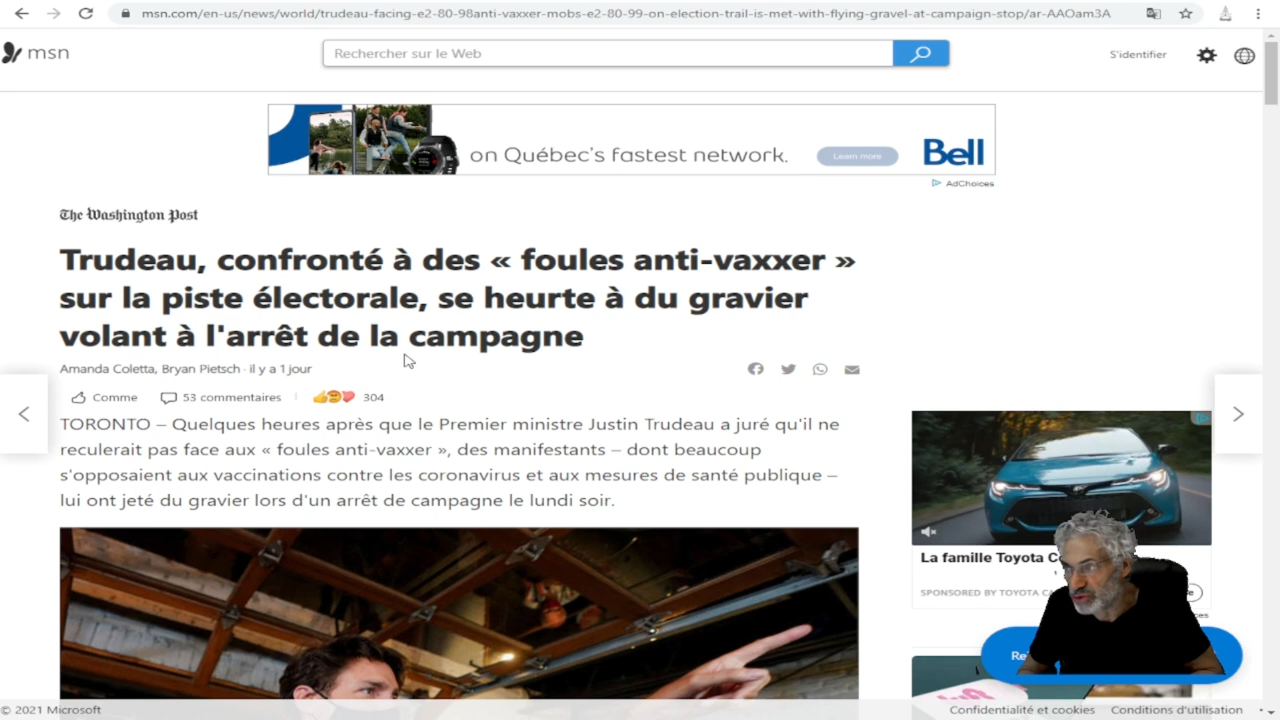 msn.com/en-us/news/world/trudeau-facing-e2-80-98anti-vaxxer-mobs-e2-80-99-on-election-trail-is-met-with-flying-gravel-at-campaign-stop/ar-AAOam3A
msn
Rechercher sur le Web
S'identifier
on Québec's fastest network.
Learn more
Bell
AdChoices
The Washington Post
Trudeau, confronté à des « foules anti-vaxxer »
sur la piste électorale, se heurte à du gravier
volant à l'arrêt de la campagne
Amanda Coletta, Bryan Pietsch · il y a 1 jour
Comme
53 commentaires
304
TORONTO – Quelques heures après que le Premier ministre Justin Trudeau a juré qu'il ne
reculerait pas face aux « foules anti-vaxxer », des manifestants – dont beaucoup
s'opposaient aux vaccinations contre les coronavirus et aux mesures de santé publique –
lui ont jeté du gravier lors d'un arrêt de campagne le lundi soir.
La famille Toyota
SPONSORED BY TOYOTA
© 2021 Microsoft
Confidentialité et cookies
Conditions d'utilisation